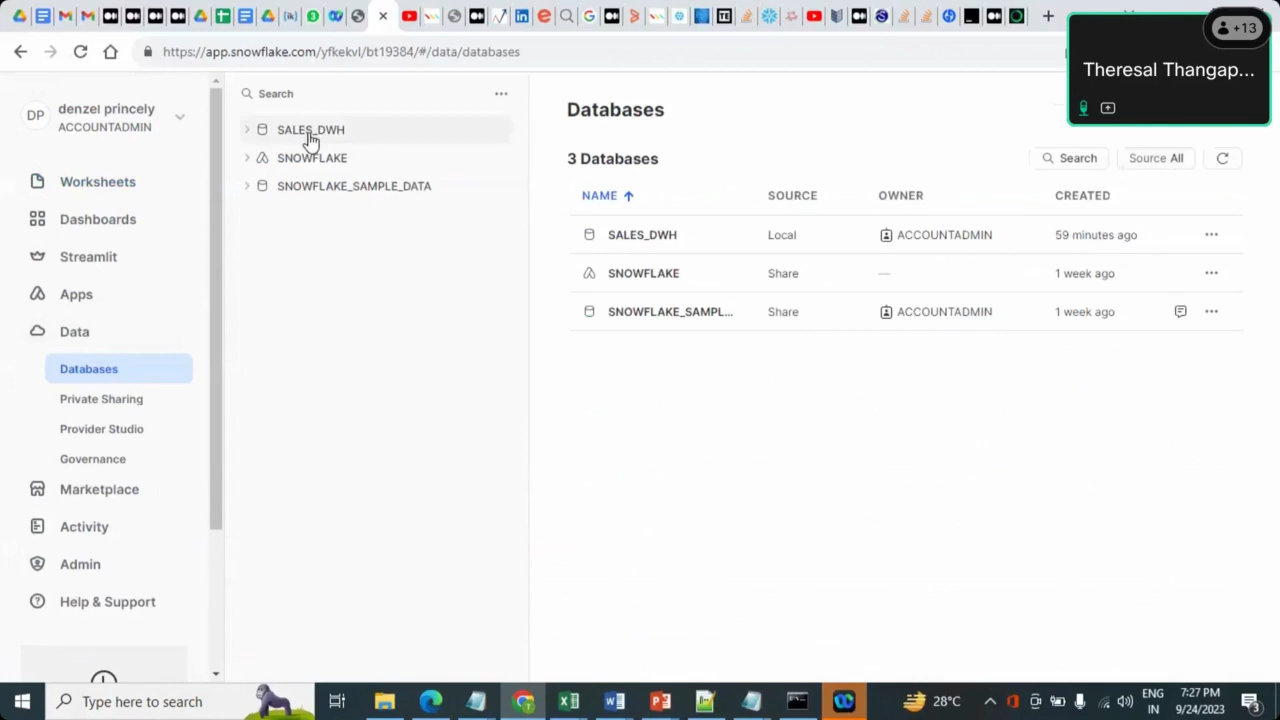 https://app.snowflake.com/yfkekvl/bt19384/#/data/databases
+13
Theresal Thangap...
DP
denzel princely
ACCOUNTADMIN
Worksheets
Dashboards
Streamlit
Apps
Data
Databases
Private Sharing
Provider Studio
Governance
Marketplace
Activity
Admin
Help & Support
Search
SALES_DWH
SNOWFLAKE
SNOWFLAKE_SAMPLE_DATA
Databases
3 Databases
Search
Source All
NAME SOURCE OWNER CREATED
SALES_DWH Local ACCOUNTADMIN 59 minutes ago
SNOWFLAKE Share — 1 week ago
SNOWFLAKE_SAMPL... Share ACCOUNTADMIN 1 week ago
Type here to search
28°C
ENG
IN
7:27 PM
9/24/2023
3